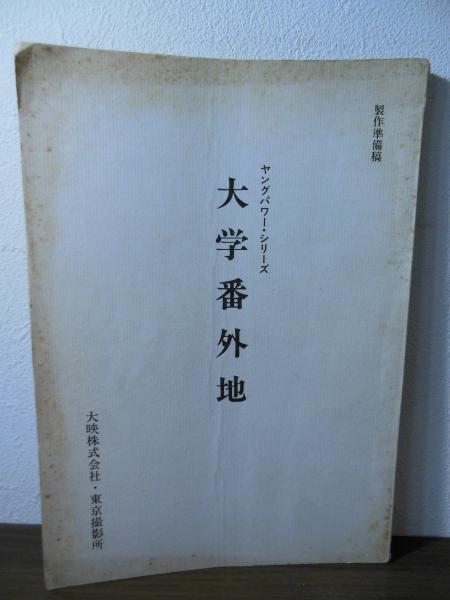 製作準備稿
ヤングパワー・シリーズ
大学番外地
大映株式会社・東京撮影所